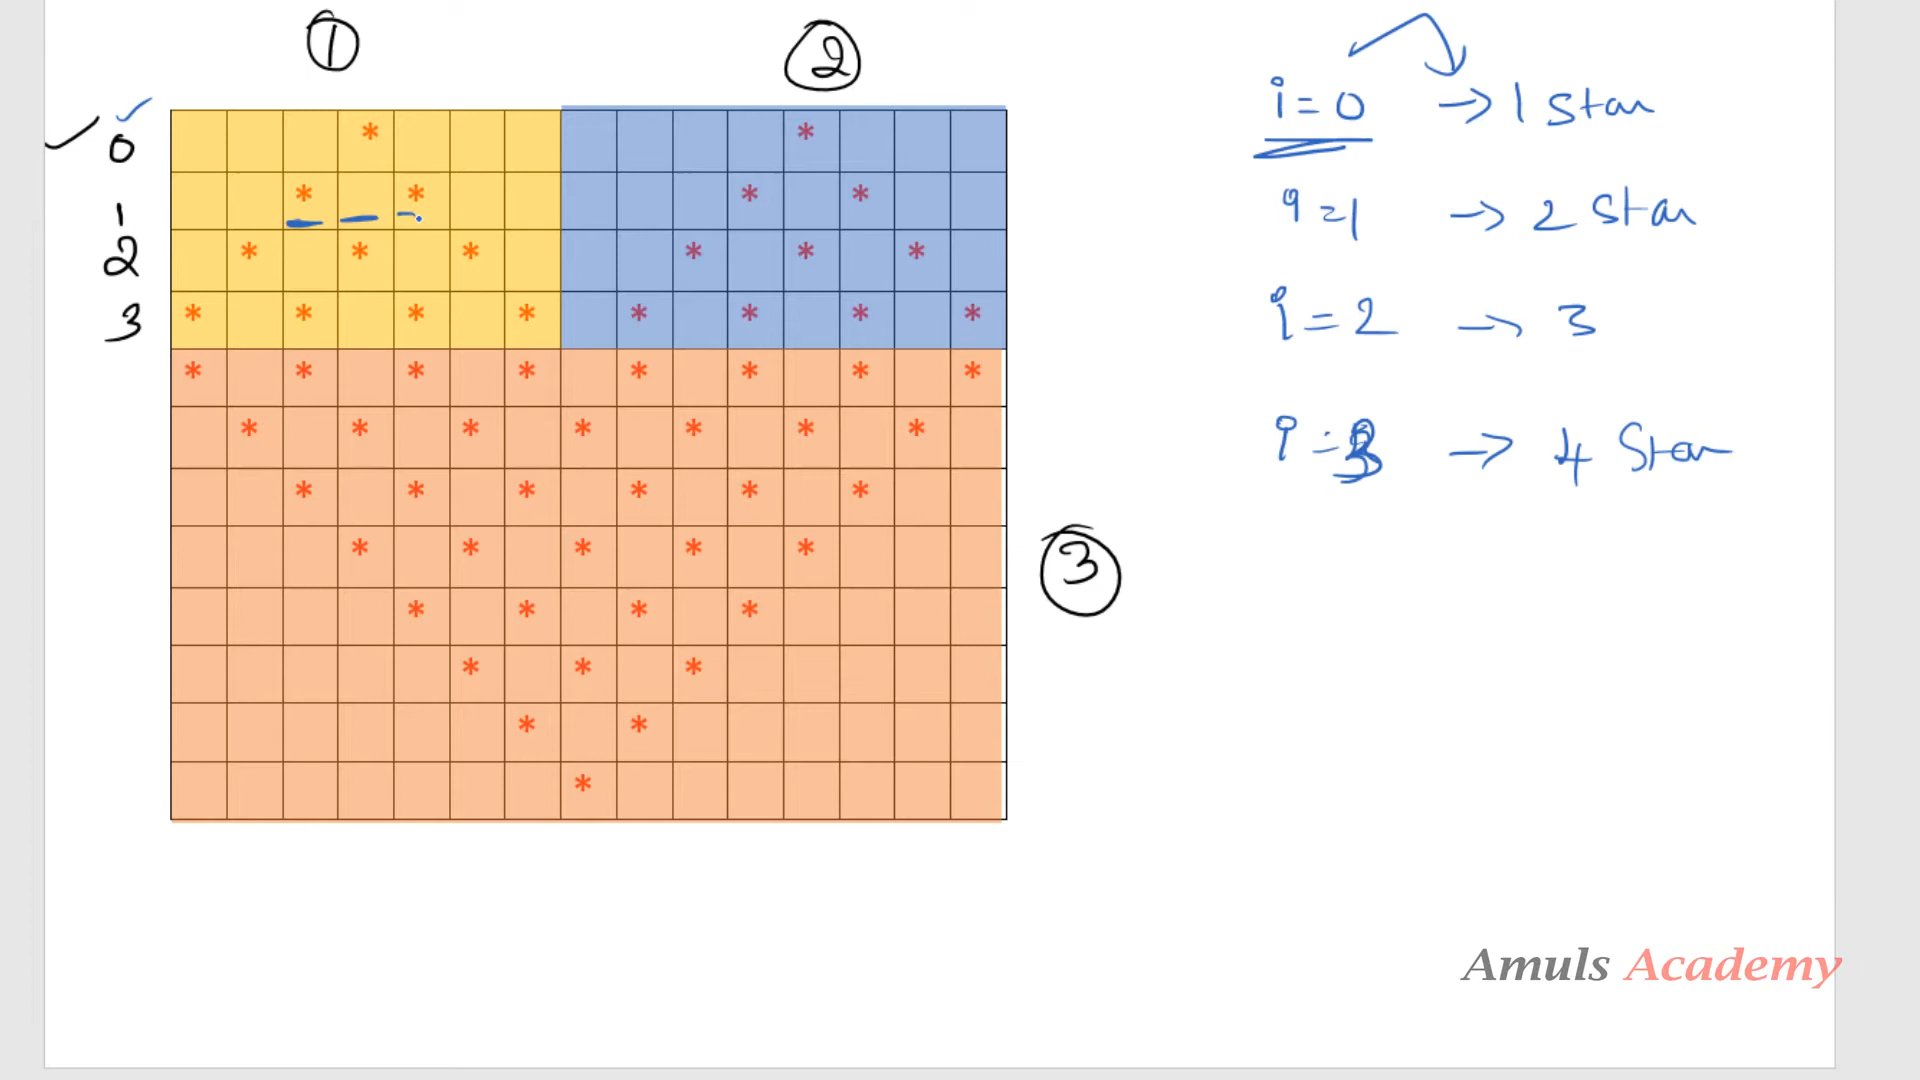 ① ②
0 * * i=0 → 1 Star
1 * * * * i=1 → 2 Star
2 * * * * * * i=2 → 3
3 * * * * * * * * i=3 → 4 Star
* * * * * * * *
* * * * * * *
* * * * * *
* * * * * ③
* * * *
* * *
* *
*
Amuls Academy